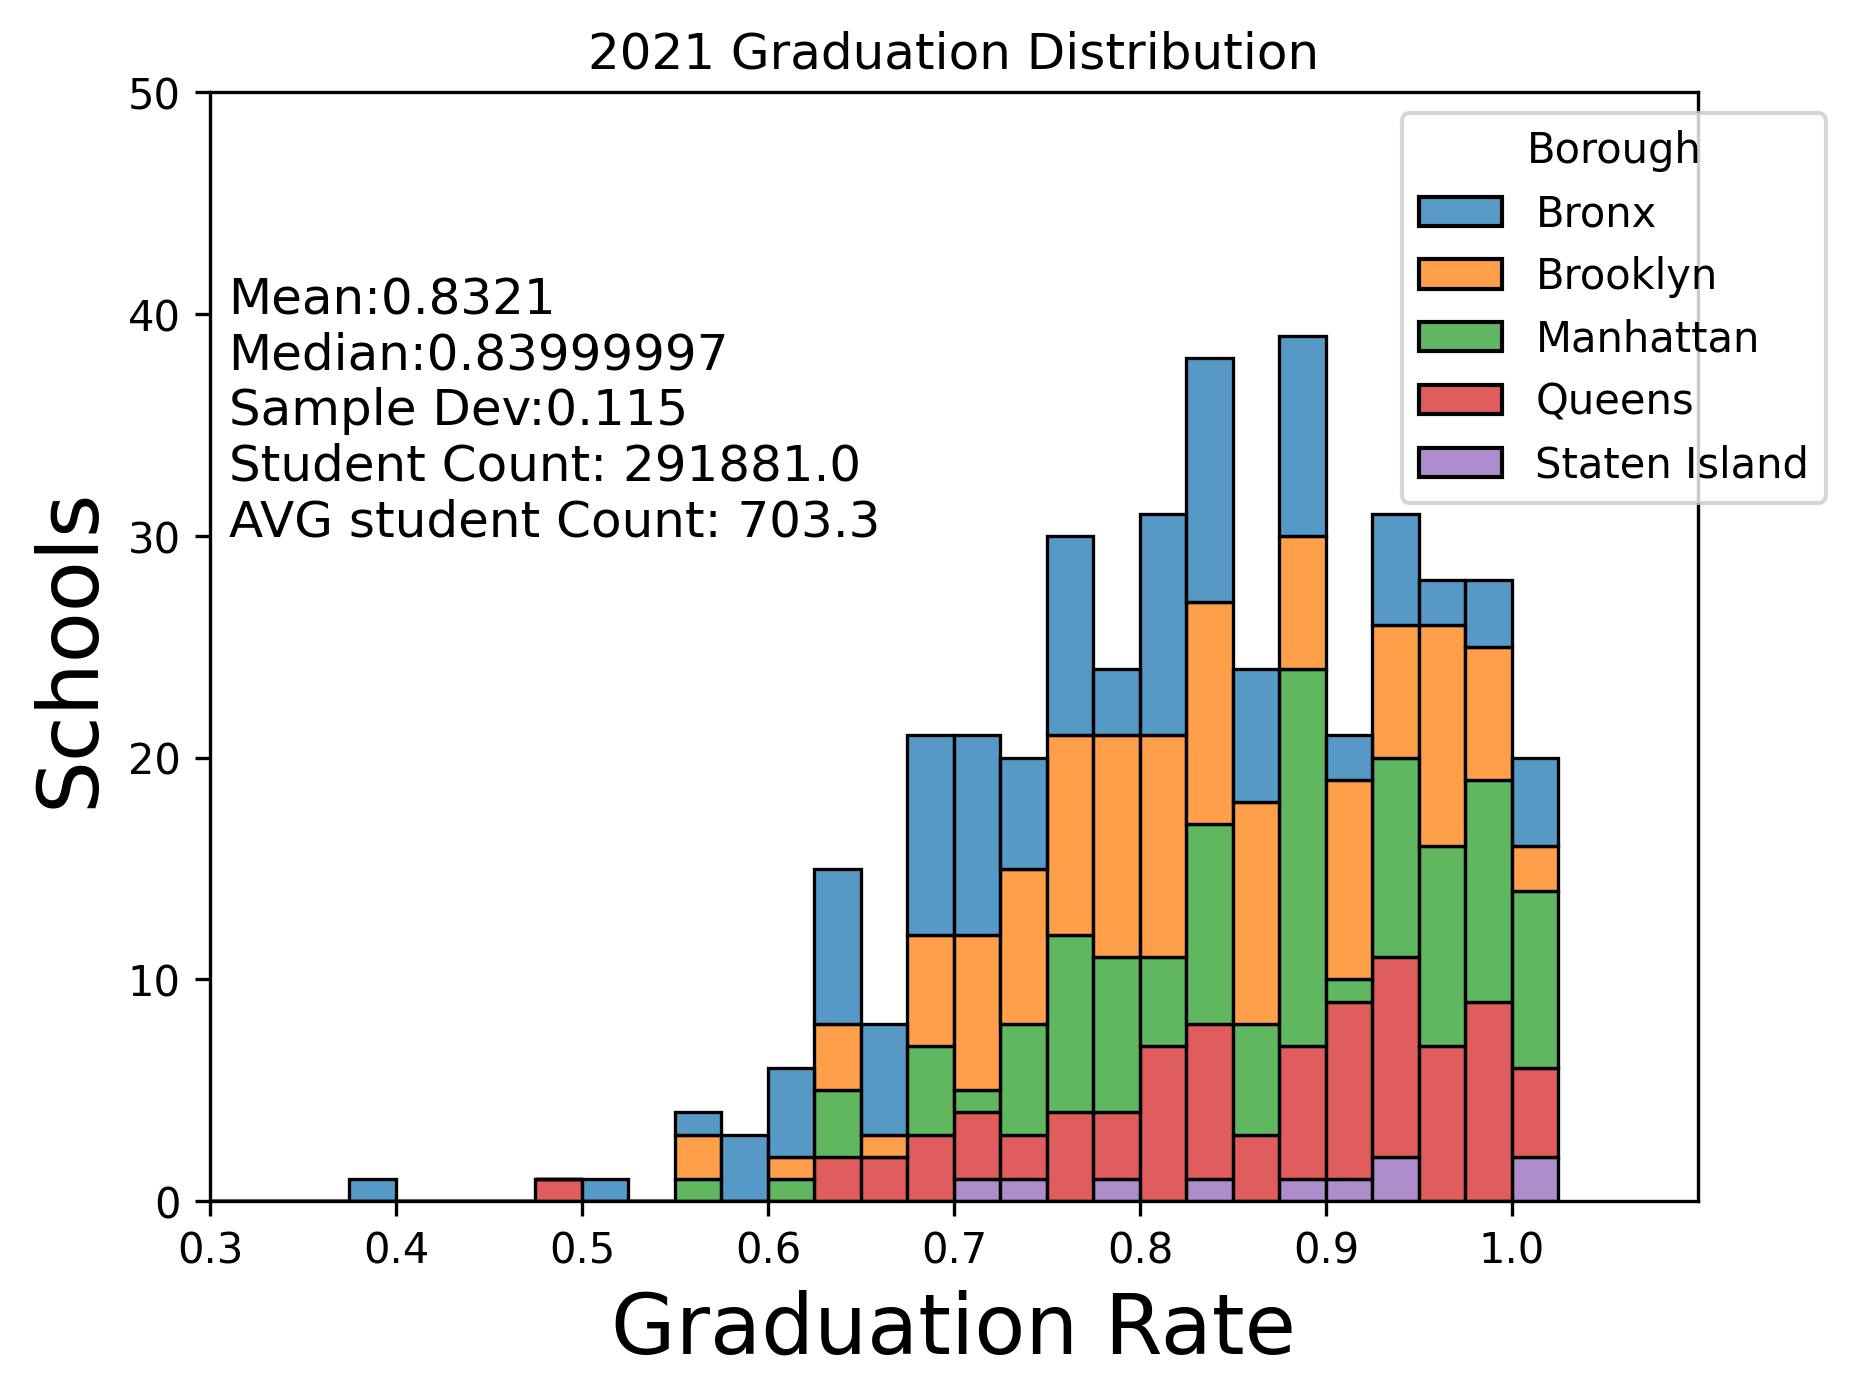 2021 Graduation Distribution
50
40
30
20
10
0
Schools
Mean:0.8321
Median:0.83999997
Sample Dev:0.115
Student Count: 291881.0
AVG student Count: 703.3
Borough
Bronx
Brooklyn
Manhattan
Queens
Staten Island
0.3 0.4 0.5 0.6 0.7 0.8 0.9 1.0
Graduation Rate